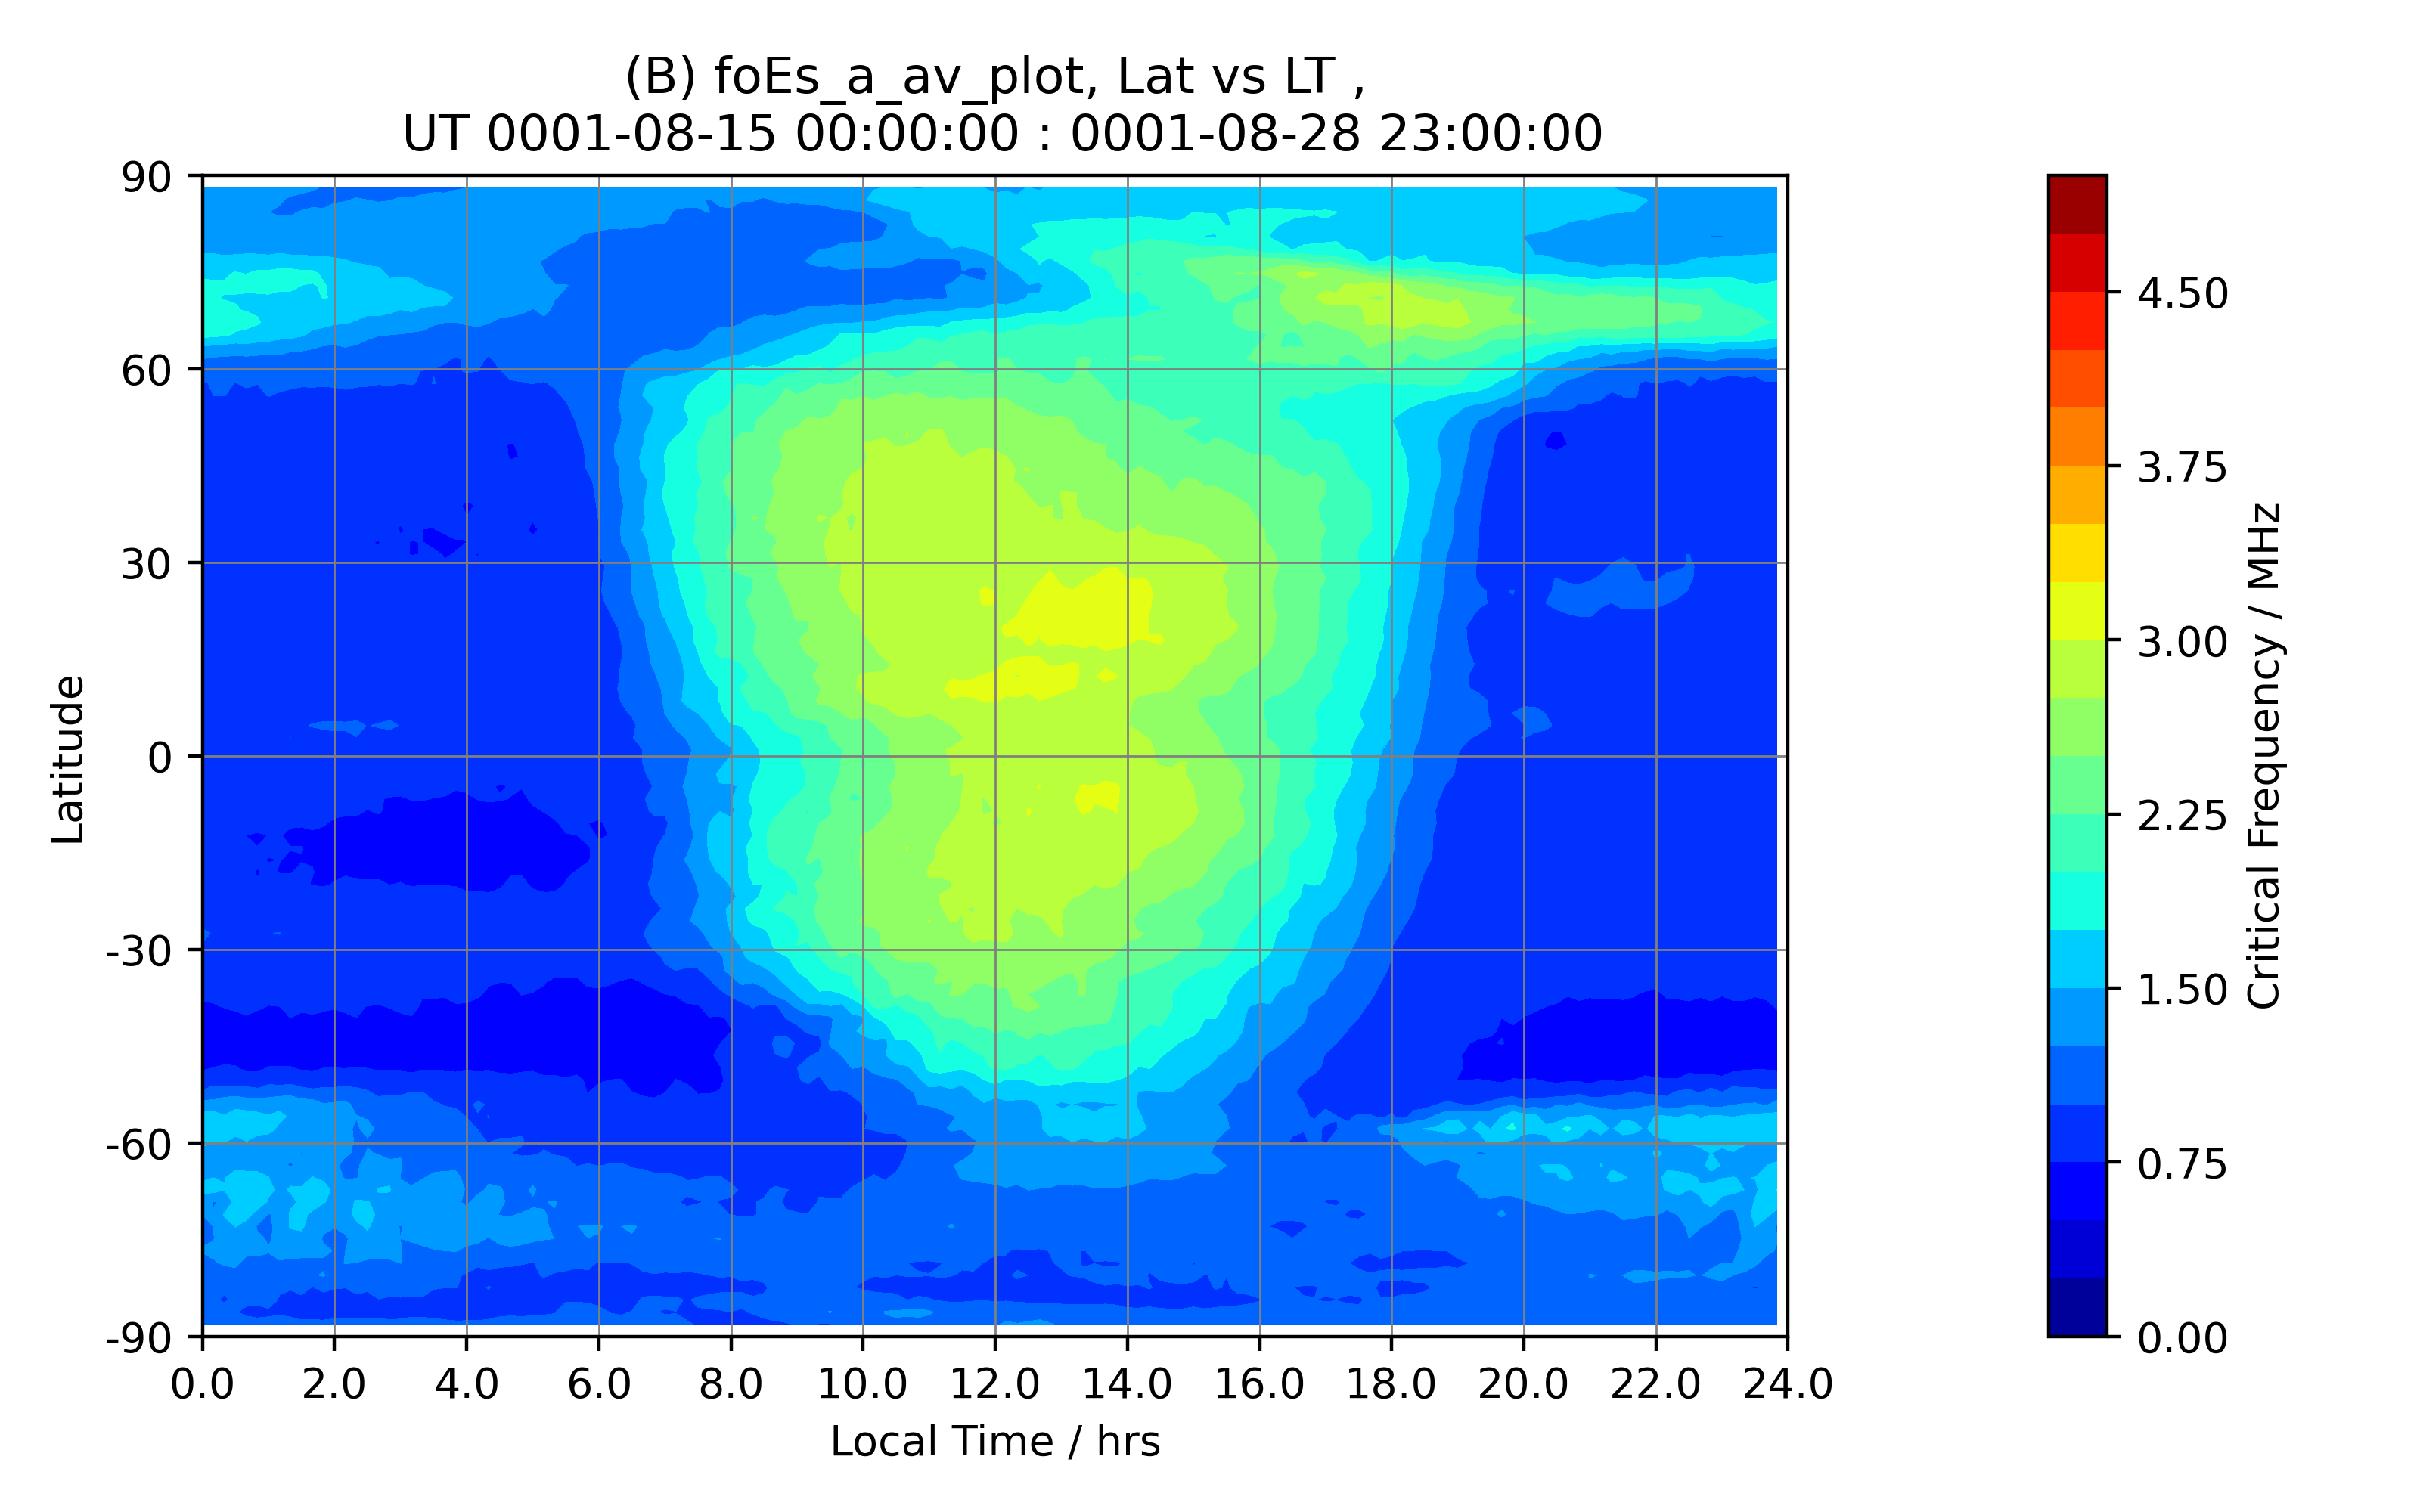 (B) foEs_a_av_plot, Lat vs LT ,
UT 0001-08-15 00:00:00 : 0001-08-28 23:00:00
90
60
30
0
-30
-60
-90
Latitude
0.0 2.0 4.0 6.0 8.0 10.0 12.0 14.0 16.0 18.0 20.0 22.0 24.0
Local Time / hrs
4.50
3.75
3.00
2.25
1.50
0.75
0.00
Critical Frequency / MHz